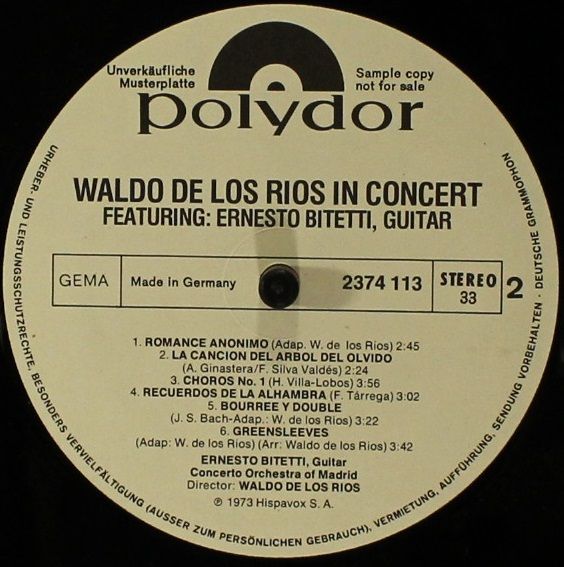 Unverkäufliche
Musterplatte
Sample copy
not for sale
polydor
WALDO DE LOS RIOS IN CONCERT
FEATURING: ERNESTO BITETTI, GUITAR
GEMA
Made in Germany
2374 113
STEREO
33
2
1. ROMANCE ANONIMO (Adap. W. de los Rios) 2:45
2. LA CANCION DEL ARBOL DEL OLVIDO
(A. Ginastera/F. Silva Valdés) 2:24
3. CHOROS No. 1 (H. Villa-Lobos) 3:56
4. RECUERDOS DE LA ALHAMBRA (F. Tárrega) 3:02
5. BOURREE Y DOUBLE
(J. S. Bach-Adap.: W. de los Rios) 3:22
6. GREENSLEEVES
(Adap: W. de los Rios) (Arr: Waldo de los Rios) 3:42
ERNESTO BITETTI, Guitar
Concerto Orchestra of Madrid
Director: WALDO DE LOS RIOS
℗ 1973 Hispavox S. A.
URHEBER- UND LEISTUNGSSCHUTZRECHTE, BESONDERS VERVIELFÄLTIGUNG (AUSSER ZUM PERSÖNLICHEN GEBRAUCH), VERMIETUNG, AUFFÜHRUNG, SENDUNG VORBEHALTEN · DEUTSCHE GRAMMOPHON